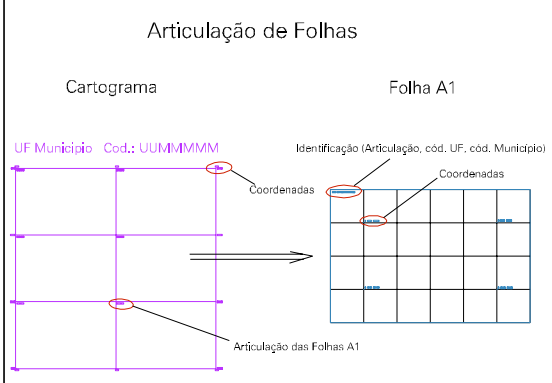 Articulação de Folhas
Cartograma
Folha A1
UF Municipio Cod.: UUMMMMM
Identificação (Articulação, cód. UF, cód. Município)
Coordenadas
Coordenadas
Articulação das Folhas A1